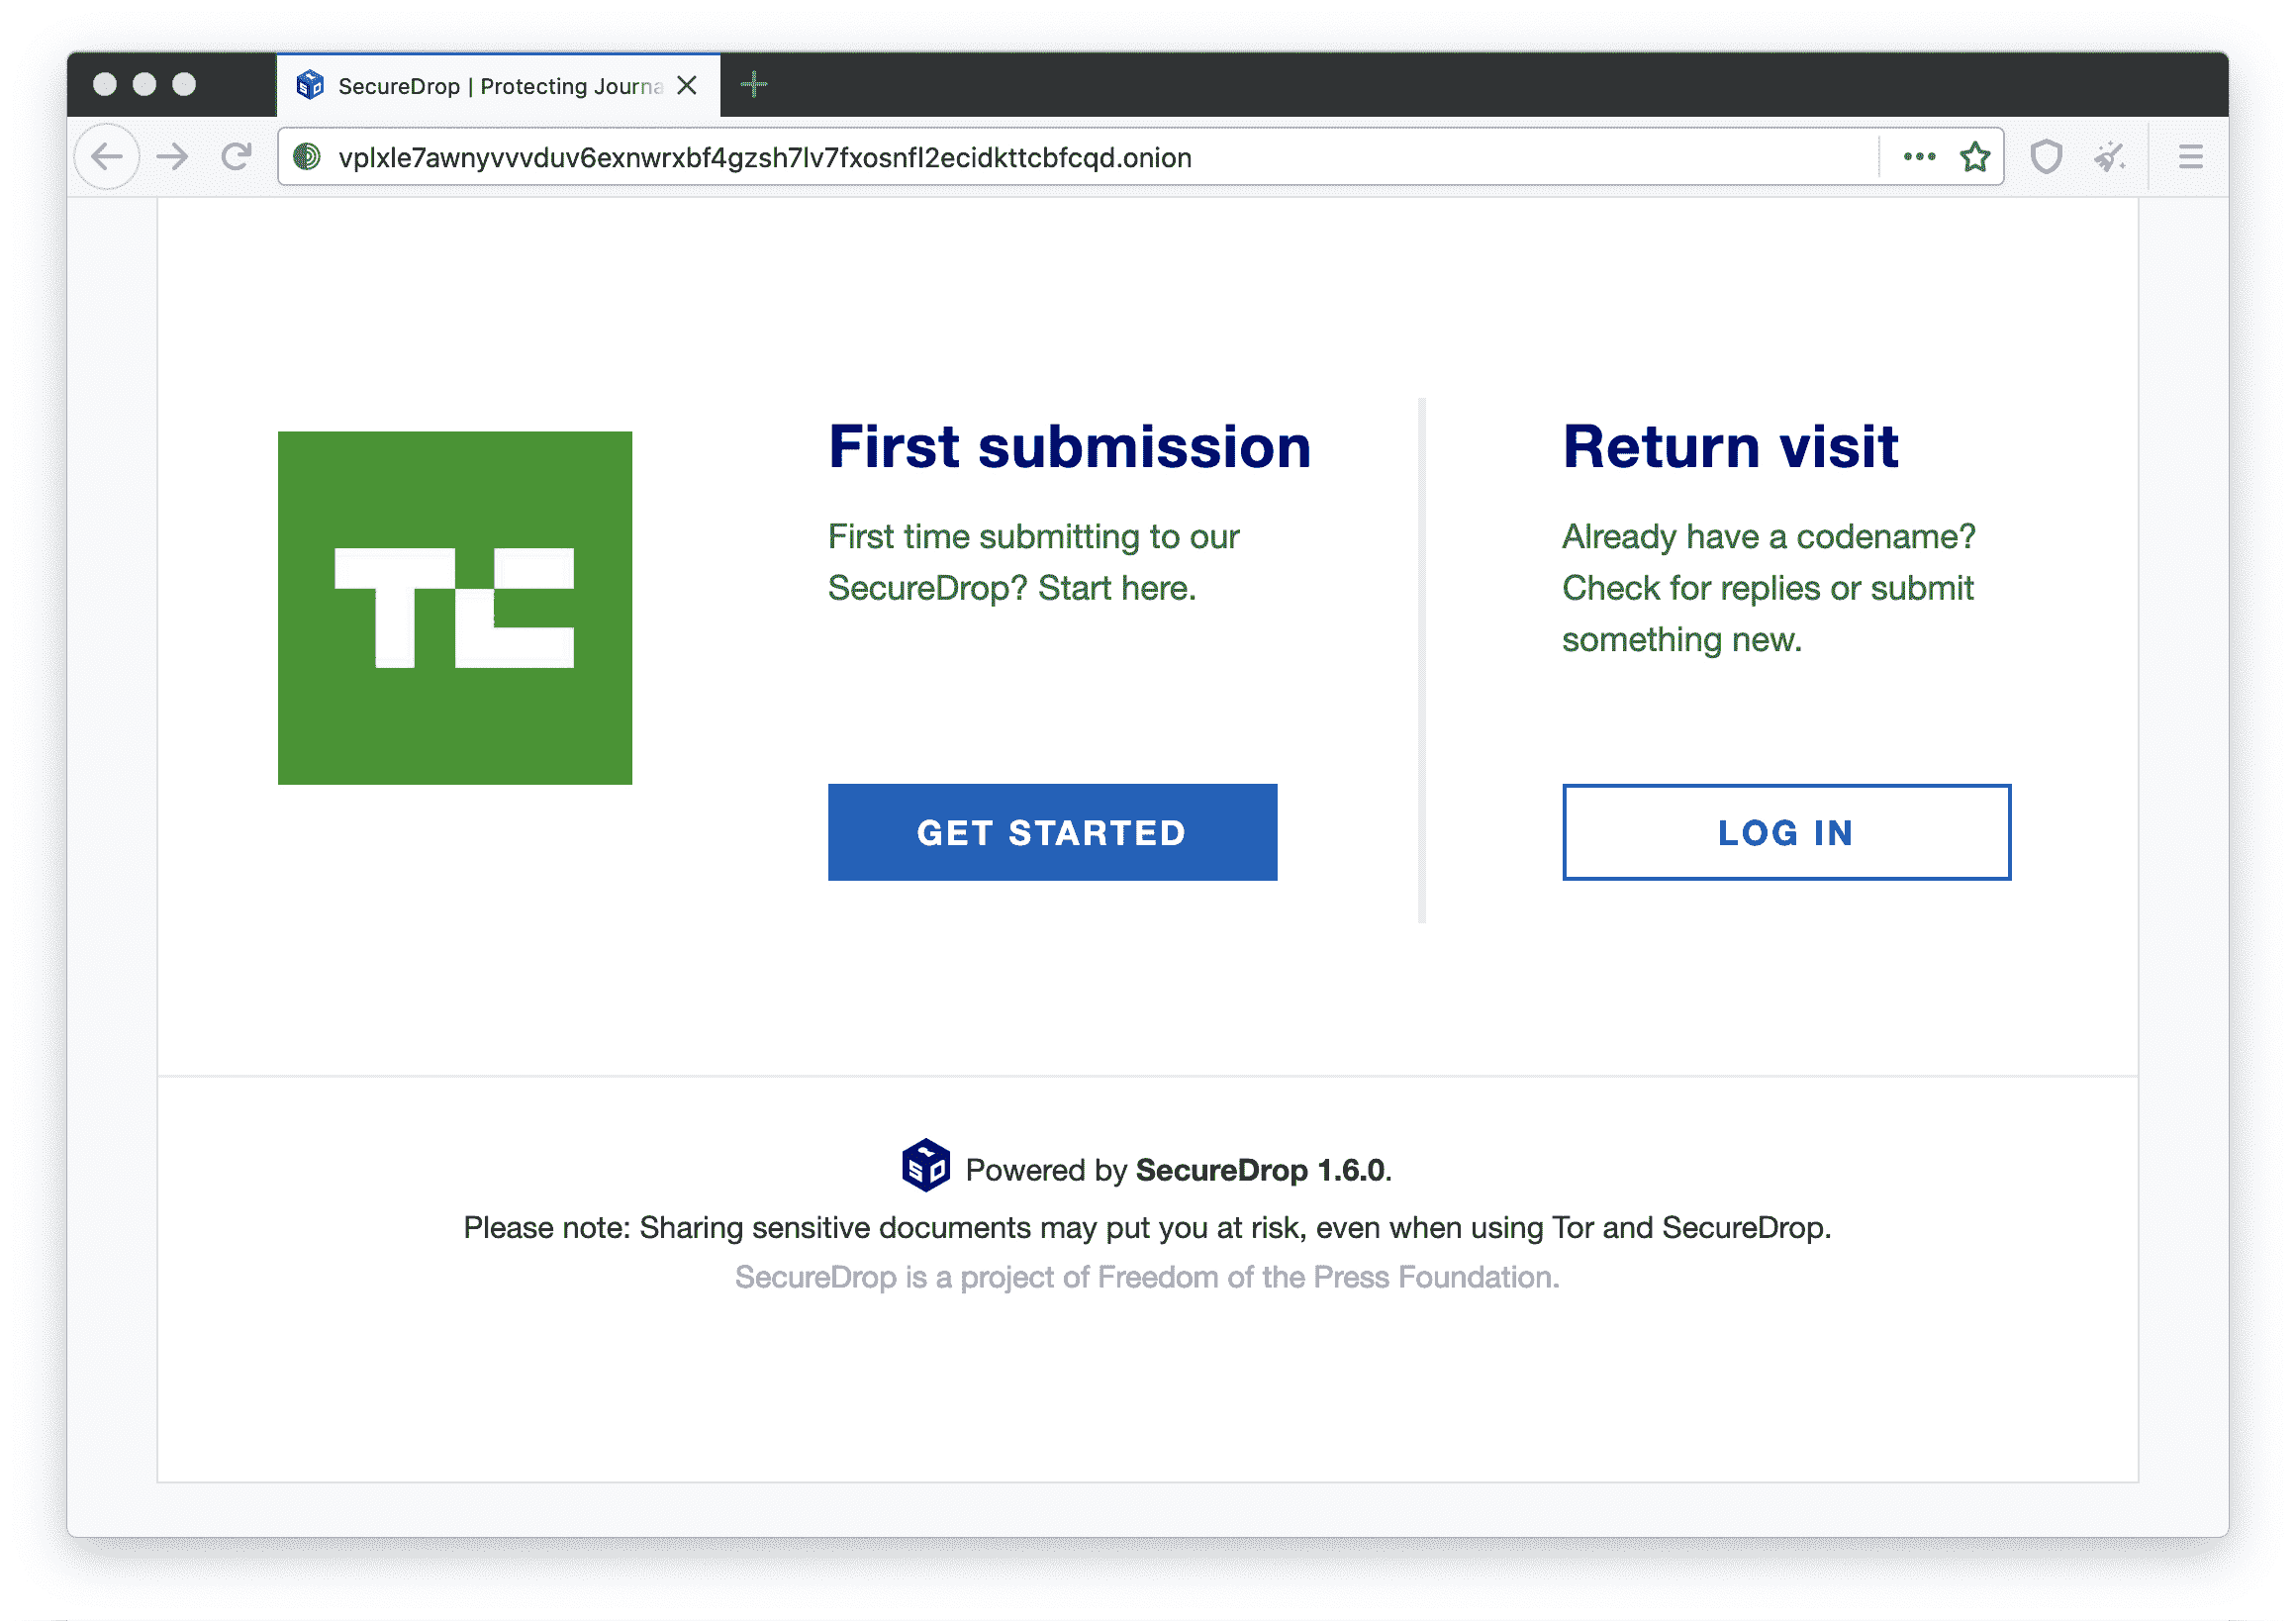 SecureDrop | Protecting Journa
vplxle7awnyvvvduv6exnwrxbf4gzsh7lv7fxosnfl2ecidkttcbfcqd.onion
TC
First submission
First time submitting to our
SecureDrop? Start here.
GET STARTED
Return visit
Already have a codename?
Check for replies or submit
something new.
LOG IN
SD Powered by SecureDrop 1.6.0.
Please note: Sharing sensitive documents may put you at risk, even when using Tor and SecureDrop.
SecureDrop is a project of Freedom of the Press Foundation.